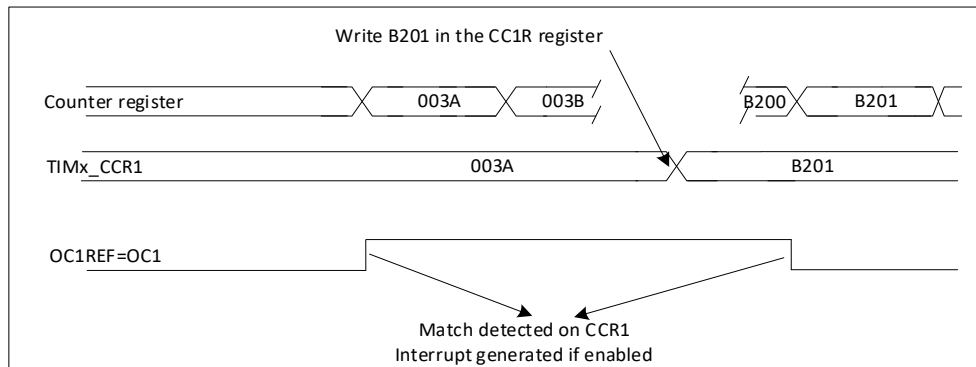 Write B201 in the CC1R register
Counter register
003A
003B
B200
B201
TIMx_CCR1
003A
B201
OC1REF=OC1
Match detected on CCR1
Interrupt generated if enabled